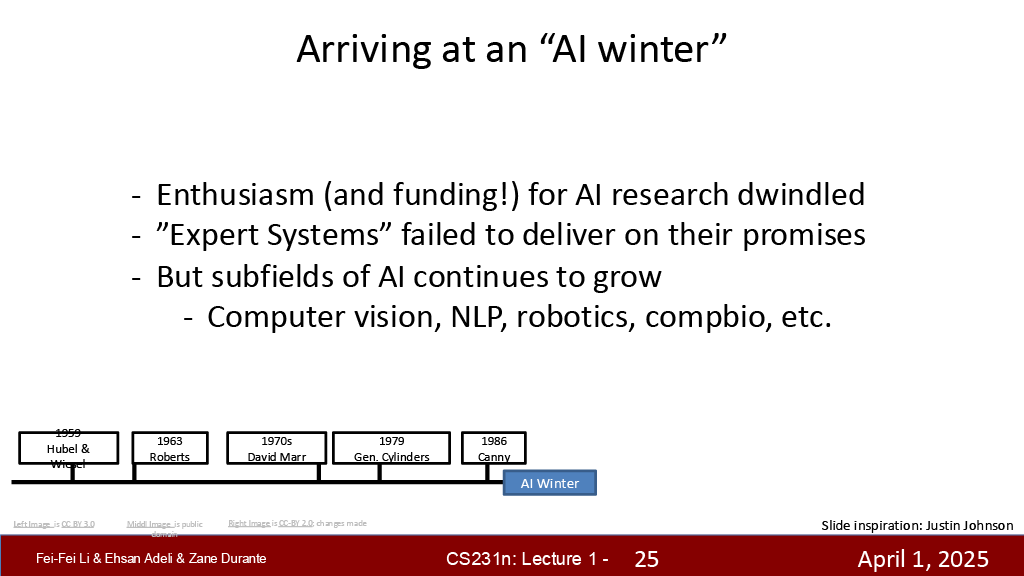 Arriving at an “AI winter”
- Enthusiasm (and funding!) for AI research dwindled
- ”Expert Systems” failed to deliver on their promises
- But subfields of AI continues to grow
- Computer vision, NLP, robotics, compbio, etc.
1959
Hubel &
Wiesel
1963
Roberts
1970s
David Marr
1979
Gen. Cylinders
1986
Canny
AI Winter
Left Image is CC BY 3.0
Middl Image is public
domain
Right Image is CC-BY 2.0; changes made
Slide inspiration: Justin Johnson
Fei-Fei Li & Ehsan Adeli & Zane Durante
CS231n: Lecture 1 - 25
April 1, 2025